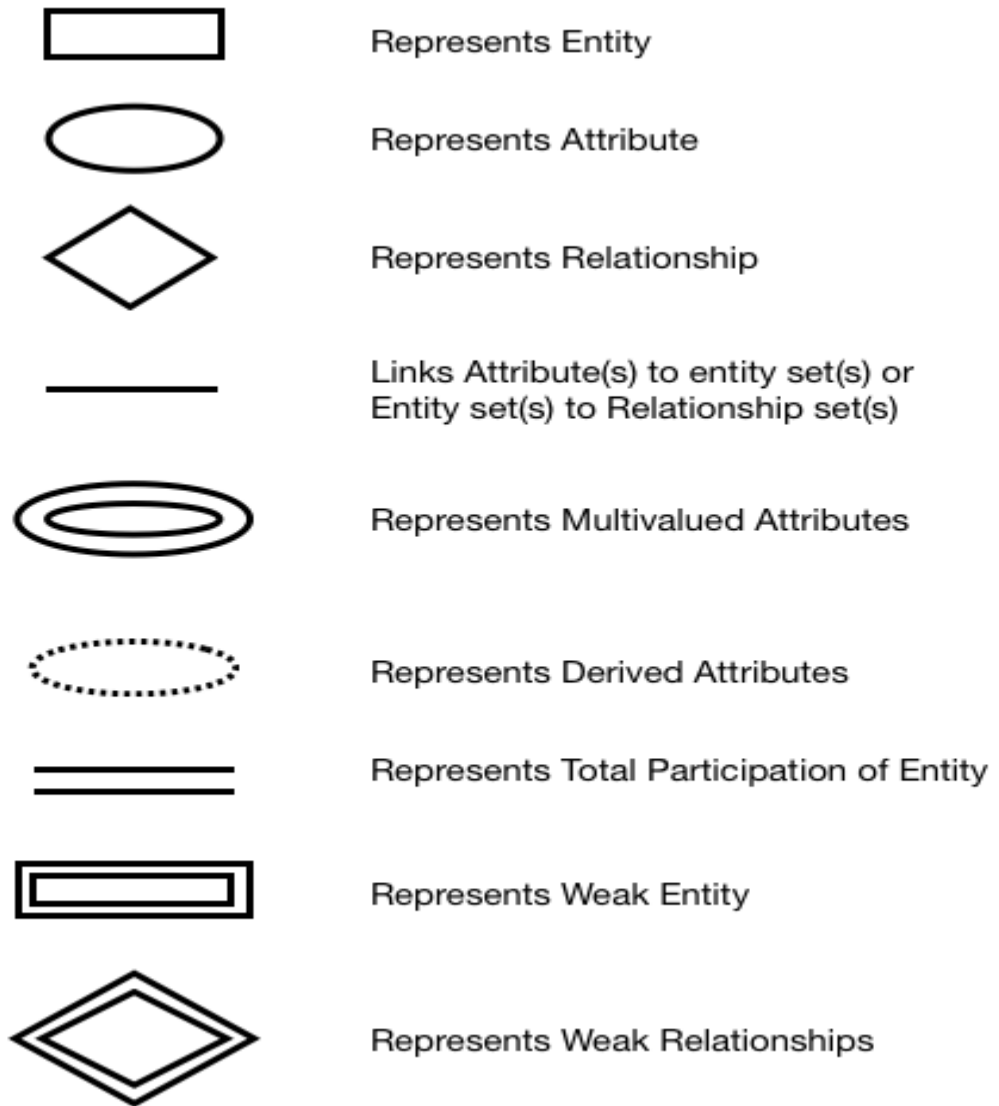 Represents Entity
Represents Attribute
Represents Relationship
Links Attribute(s) to entity set(s) or
Entity set(s) to Relationship set(s)
Represents Multivalued Attributes
Represents Derived Attributes
Represents Total Participation of Entity
Represents Weak Entity
Represents Weak Relationships